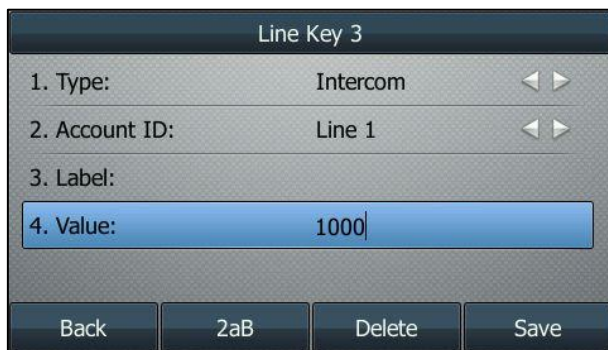 Line Key 3
1. Type: Intercom
2. Account ID: Line 1
3. Label:
4. Value: 1000
Back 2aB Delete Save